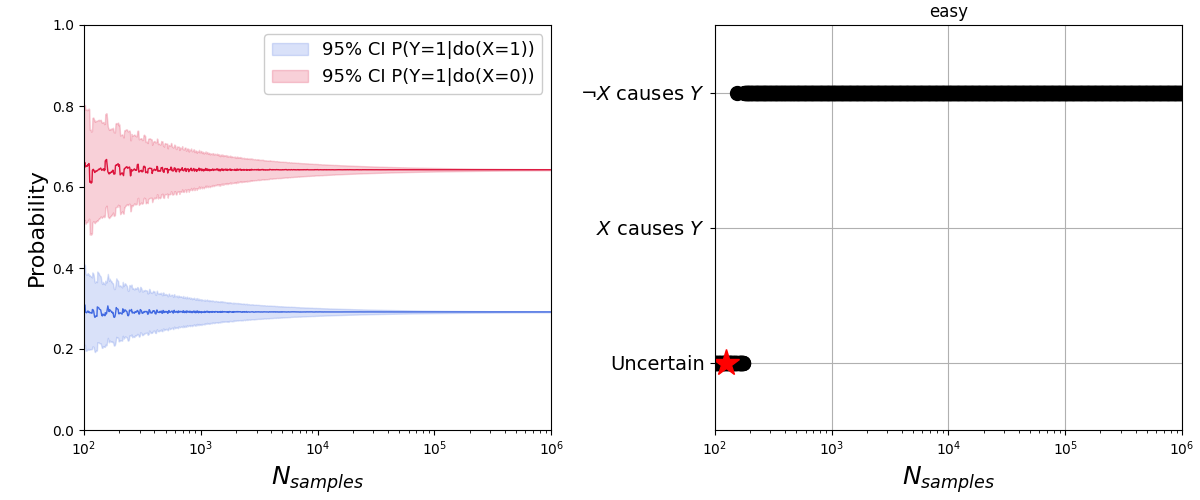 95% CI P(Y=1|do(X=1))
95% CI P(Y=1|do(X=0))
Probability
1.0
0.8
0.6
0.4
0.2
0.0
10²
10³
10⁴
10⁵
10⁶
N_samples
easy
¬X causes Y
X causes Y
Uncertain
10²
10³
10⁴
10⁵
10⁶
N_samples